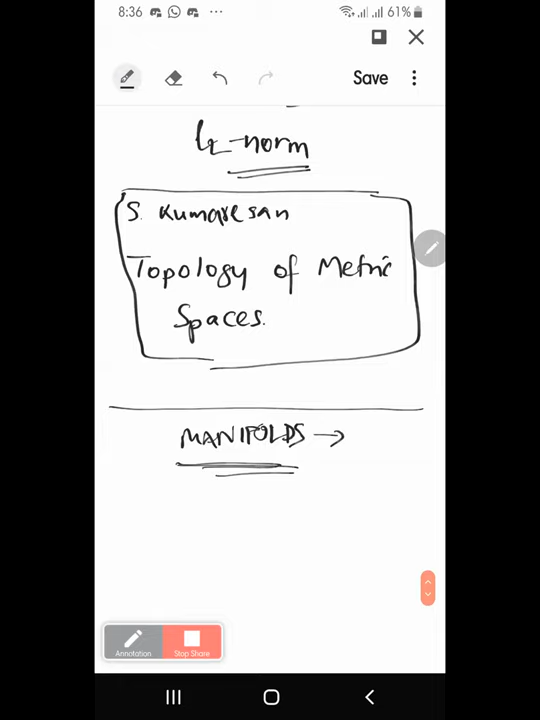 8:36 ... 61%
Save
L2-norm
S. Kumaresan
Topology of Metric
Spaces.
MANIFOLDS →
Annotation Stop Share